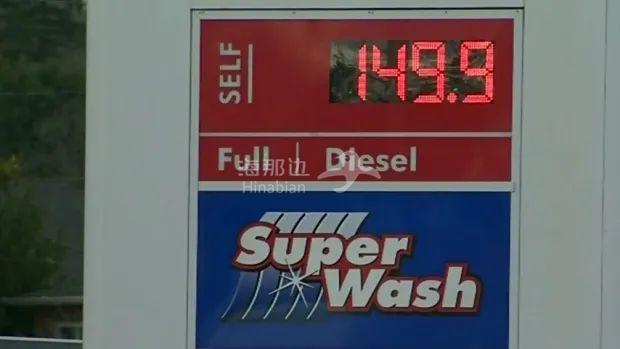 SELF
149.9
Full | Diesel
海那边
Hinabian
Super
Wash